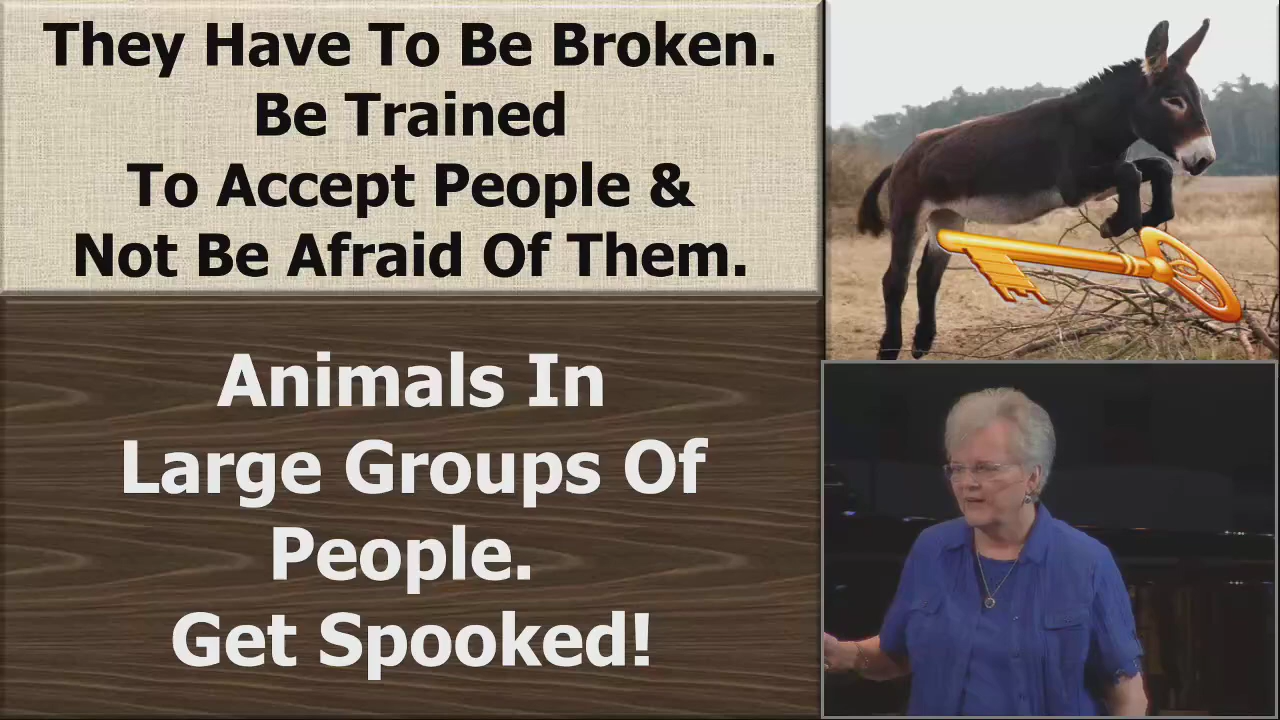 They Have To Be Broken.
Be Trained
To Accept People &
Not Be Afraid Of Them.
Animals In
Large Groups Of
People.
Get Spooked!